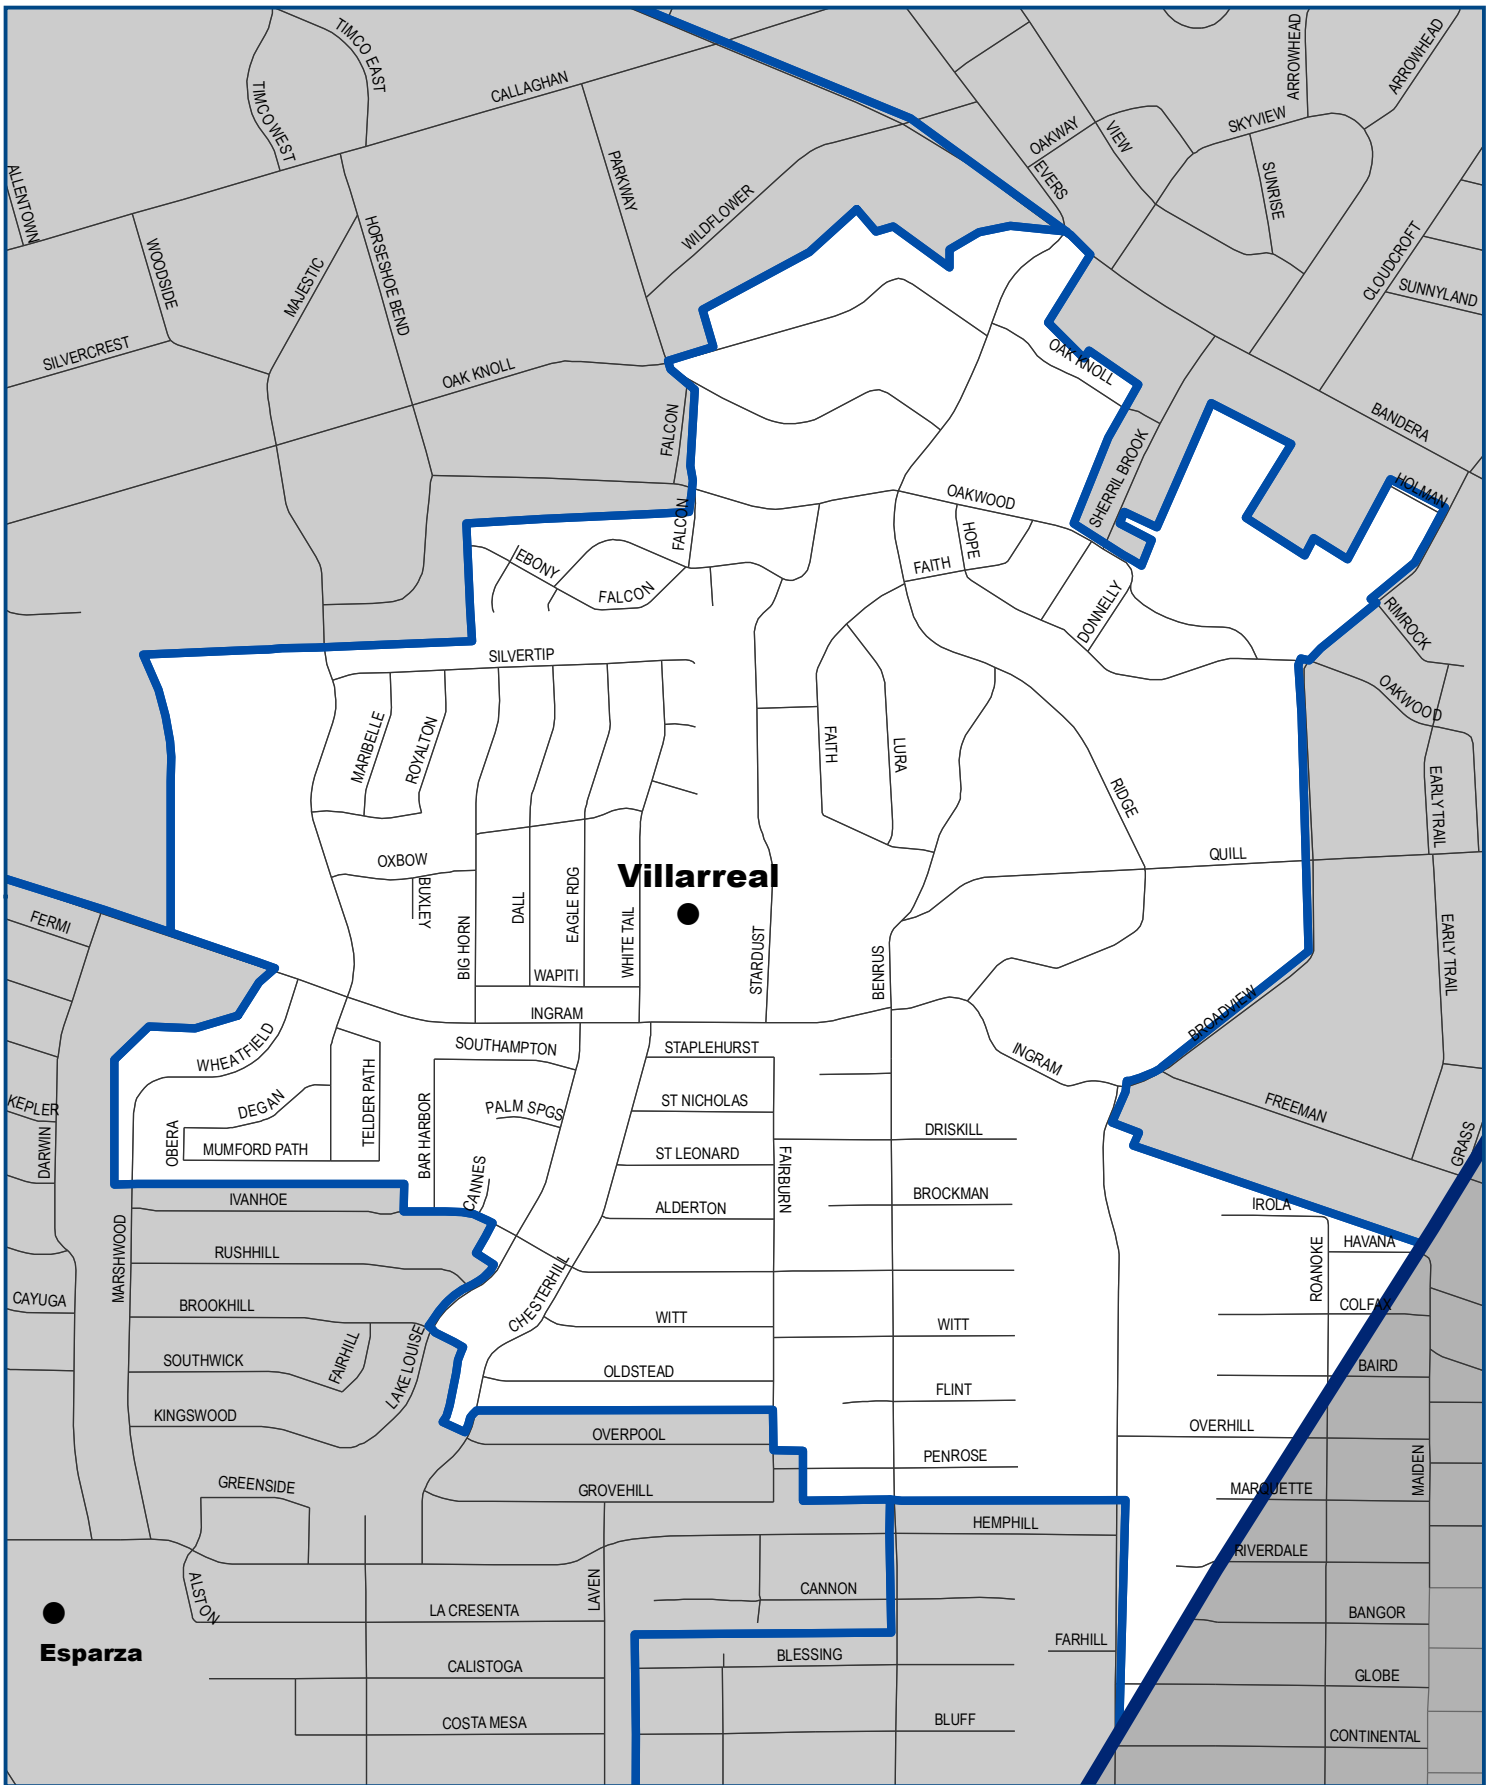 TIMCO EAST
TIMCO WEST
CALLAGHAN
ARROWHEAD
ARROWHEAD
SKYVIEW
OAKWAY
VIEW
EVERS
SUNRISE
ALLENTOWN
PARKWAY
WILDFLOWER
WOODSIDE
HORSESHOE BEND
MAJESTIC
CLOUDCROFT
SUNNYLAND
SILVERCREST
OAK KNOLL
OAK KNOLL
FALCON
BANDERA
SHERRIL BROOK
HOLMAN
OAKWOOD
FALCON
HOPE
EBONY
FAITH
FALCON
DONNELLY
RIMROCK
SILVERTIP
OAKWOOD
MARIBELLE
ROYALTON
FAITH
LURA
RIDGE
EARLY TRAIL
OXBOW
QUILL
BUXLEY
Villarreal
DALL
EAGLE RDG
FERMI
BIG HORN
WHITE TAIL
STARDUST
BENRUS
EARLY TRAIL
WAPITI
INGRAM
BROADVIEW
WHEATFIELD
SOUTHAMPTON
STAPLEHURST
INGRAM
KEPLER
DEGAN
TELDER PATH
BAR HARBOR
PALM SPGS
ST NICHOLAS
FREEMAN
DARWIN
OBERA
MUMFORD PATH
ST LEONARD
DRISKILL
GRASS
IVANHOE
CANNES
ALDERTON
FAIRBURN
BROCKMAN
IROLA
RUSHHILL
MARSHWOOD
ROANOKE
HAVANA
CAYUGA
BROOKHILL
CHESTERHILL
WITT
WITT
COLFAX
SOUTHWICK
FAIRHILL
LAKE LOUISE
OLDSTEAD
FLINT
BAIRD
KINGSWOOD
OVERPOOL
PENROSE
OVERHILL
GREENSIDE
GROVEHILL
MARQUETTE
MAIDEN
HEMPHILL
RIVERDALE
ALSTON
LAVEN
CANNON
LA CRESENTA
BANGOR
Esparza
BLESSING
FARHILL
CALISTOGA
GLOBE
COSTA MESA
BLUFF
CONTINENTAL